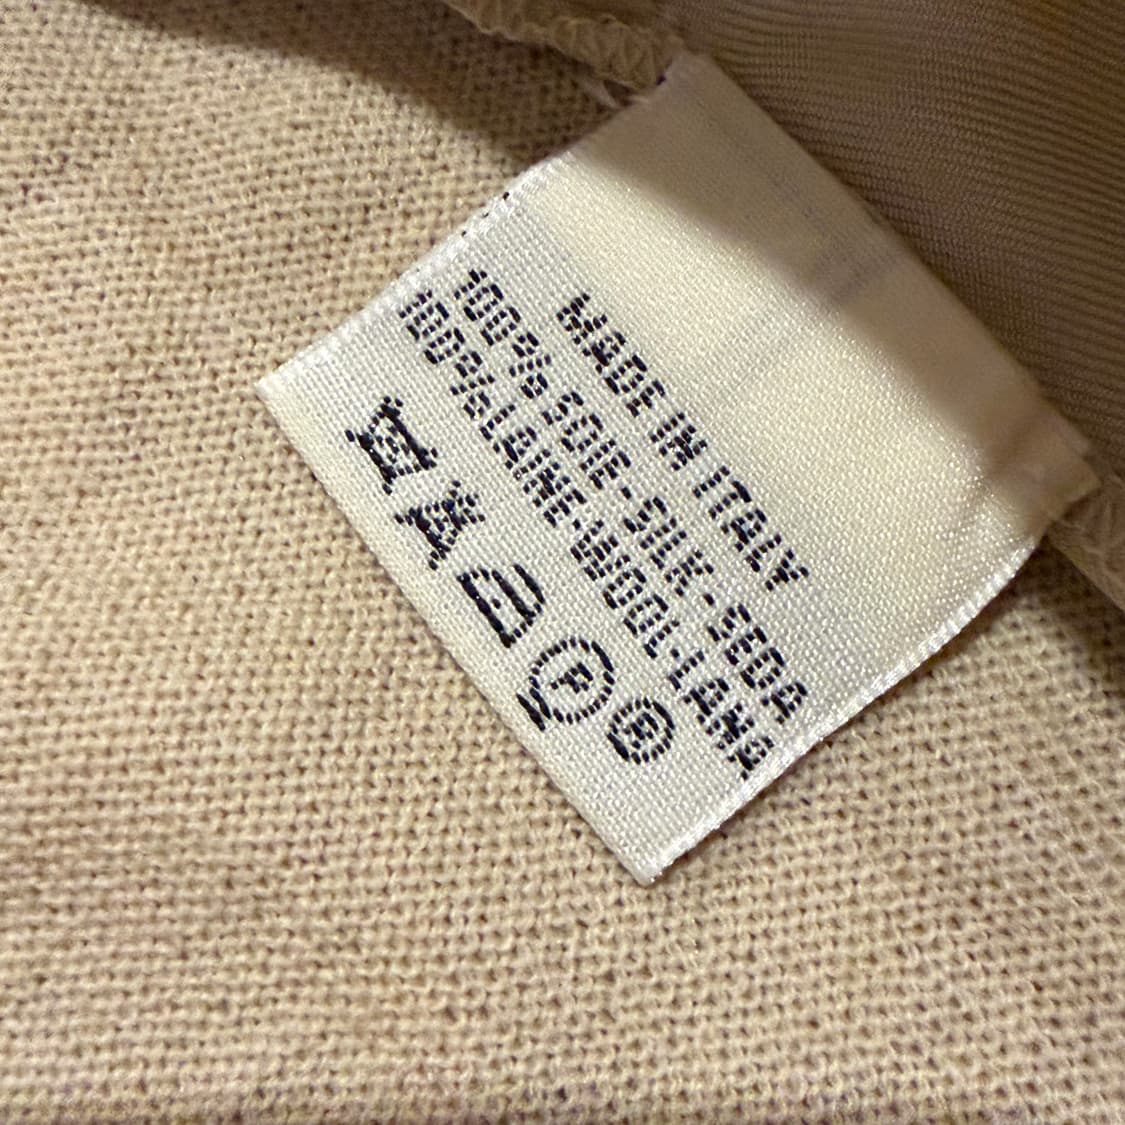 MADE IN ITALY
100% SOIE-SILK-SEDA
100% LAINE-WOOL-LANA
P
®